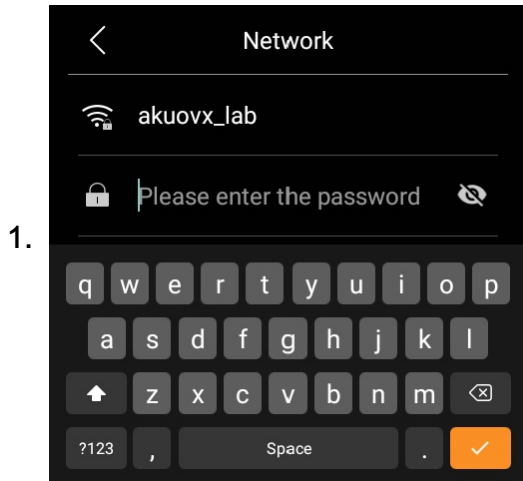 Network
akuovx_lab
Please enter the password
1.
q w e r t y u i o p
a s d f g h j k l
z x c v b n m
?123 , Space .